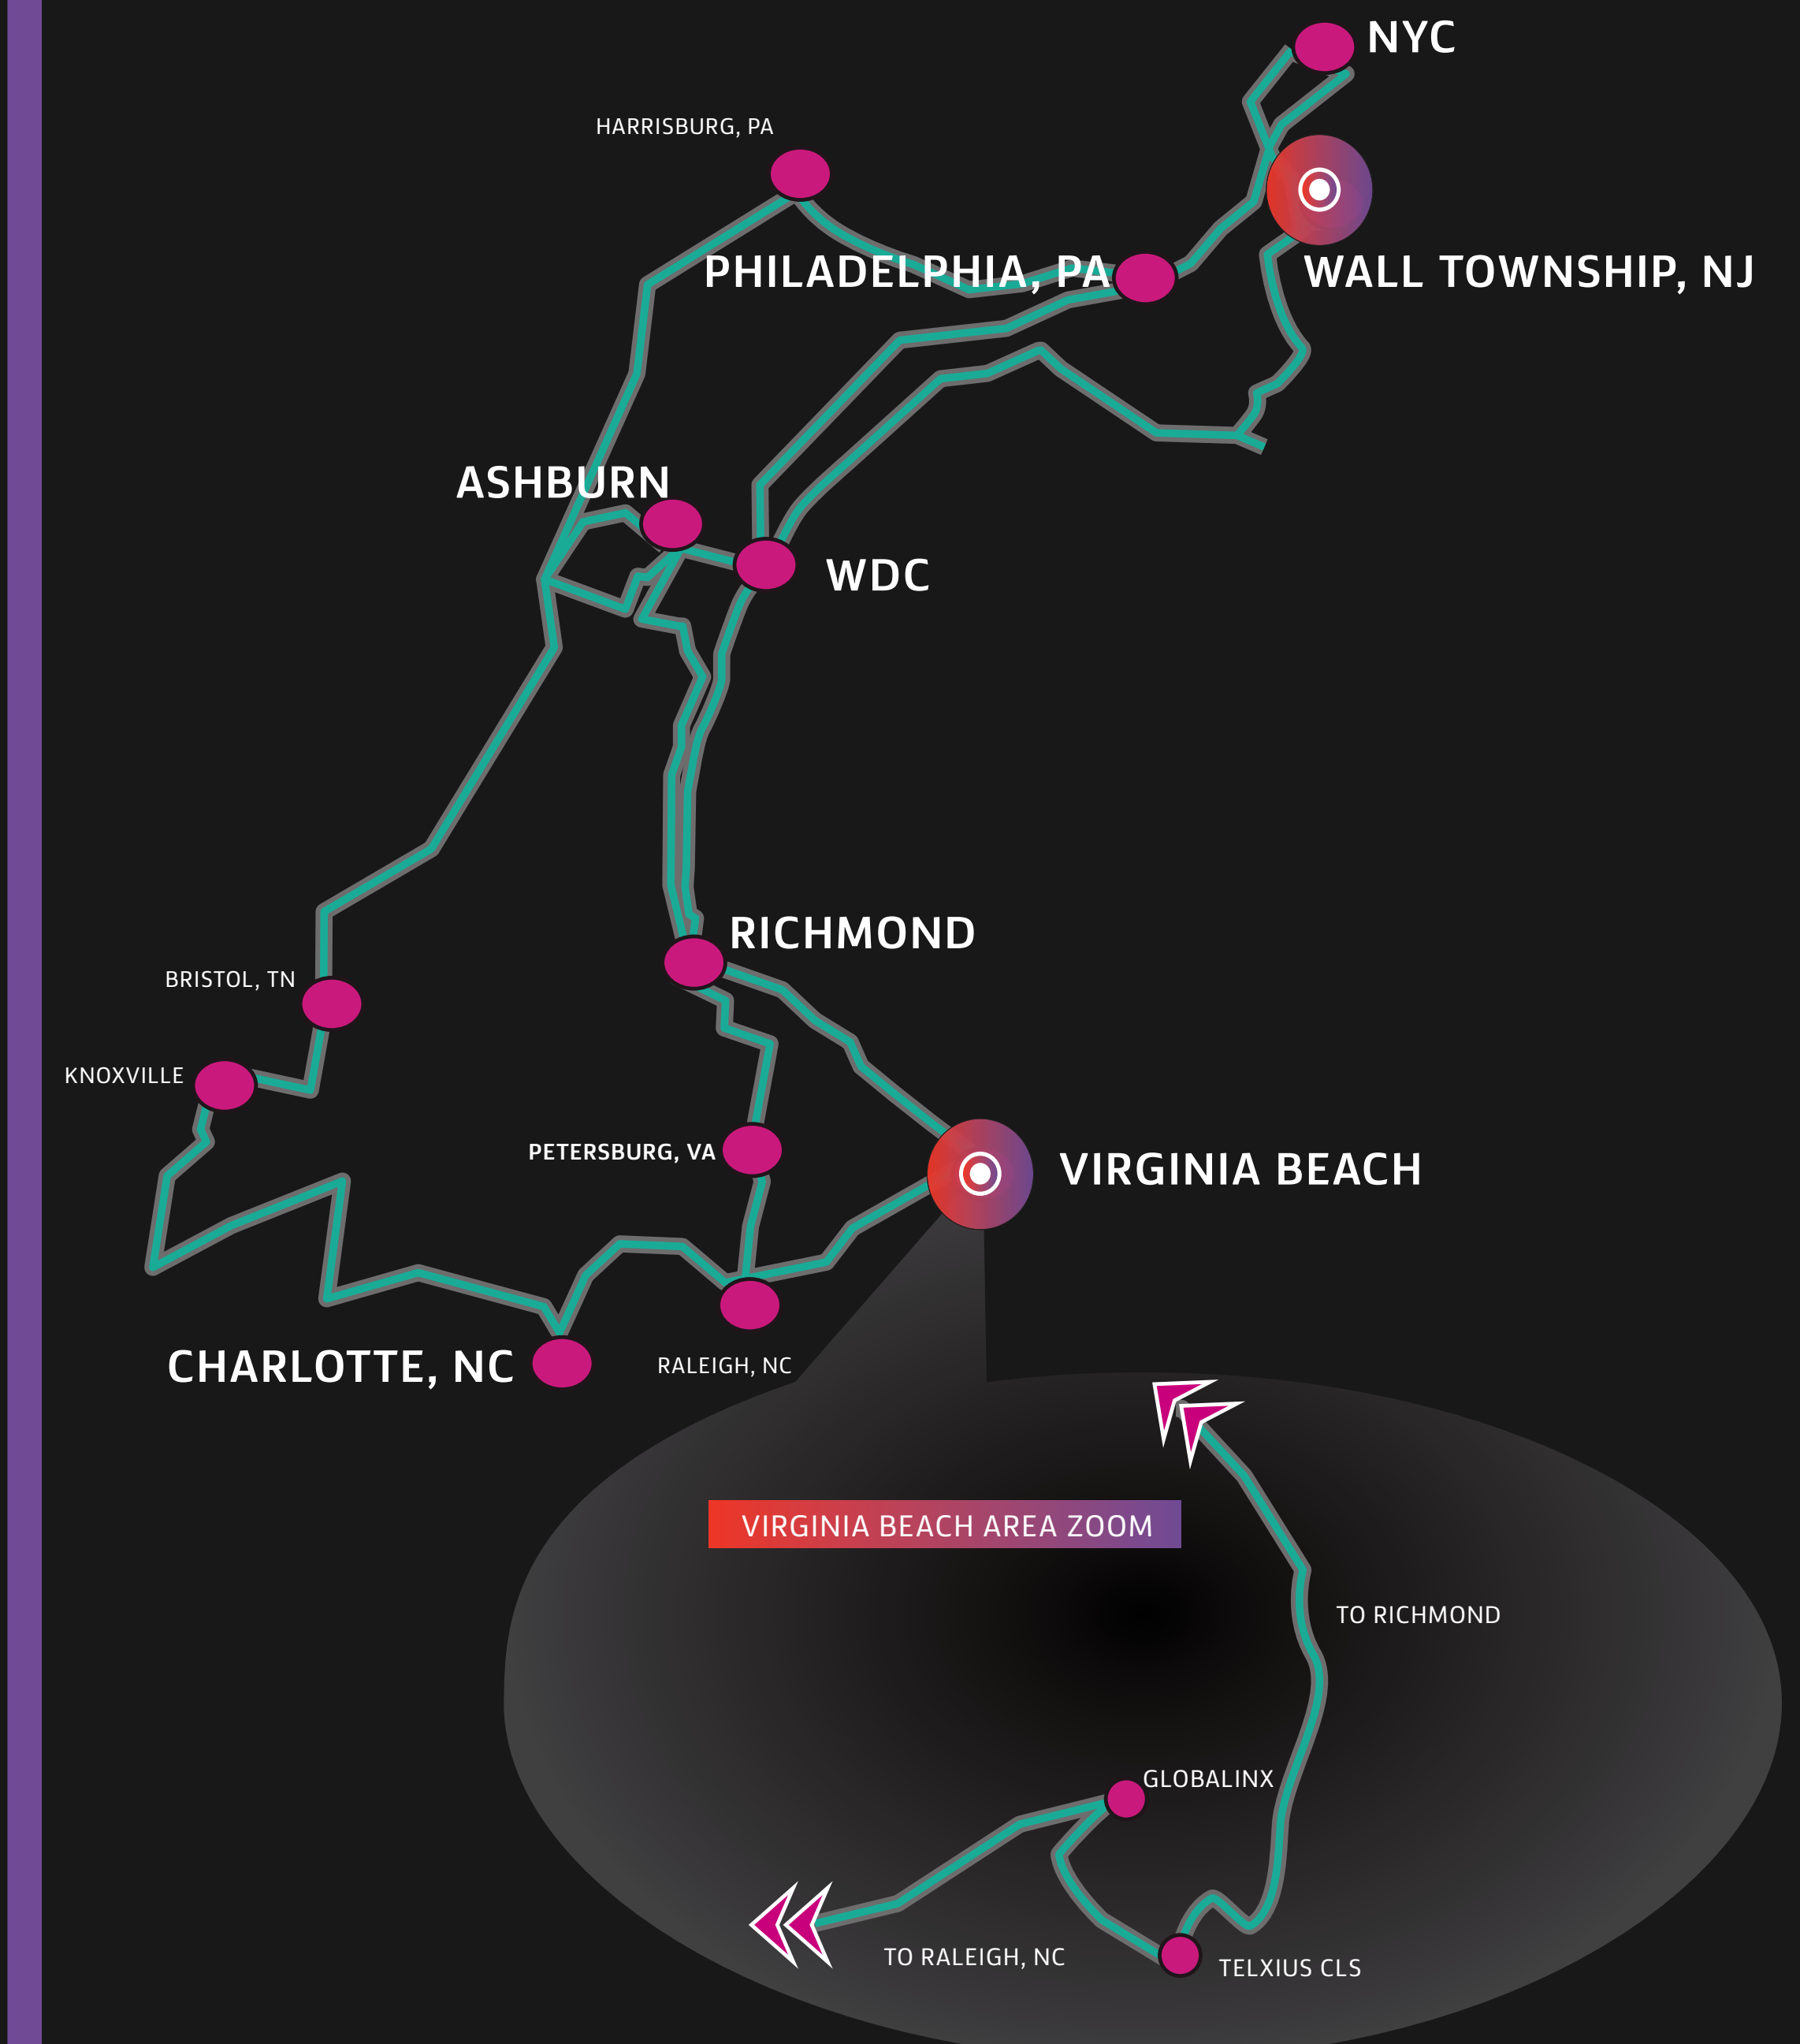 NYC
HARRISBURG, PA
PHILADELPHIA, PA
WALL TOWNSHIP, NJ
ASHBURN
WDC
RICHMOND
BRISTOL, TN
KNOXVILLE
PETERSBURG, VA
VIRGINIA BEACH
CHARLOTTE, NC
RALEIGH, NC
VIRGINIA BEACH AREA ZOOM
TO RICHMOND
GLOBALINX
TO RALEIGH, NC
TELXIUS CLS